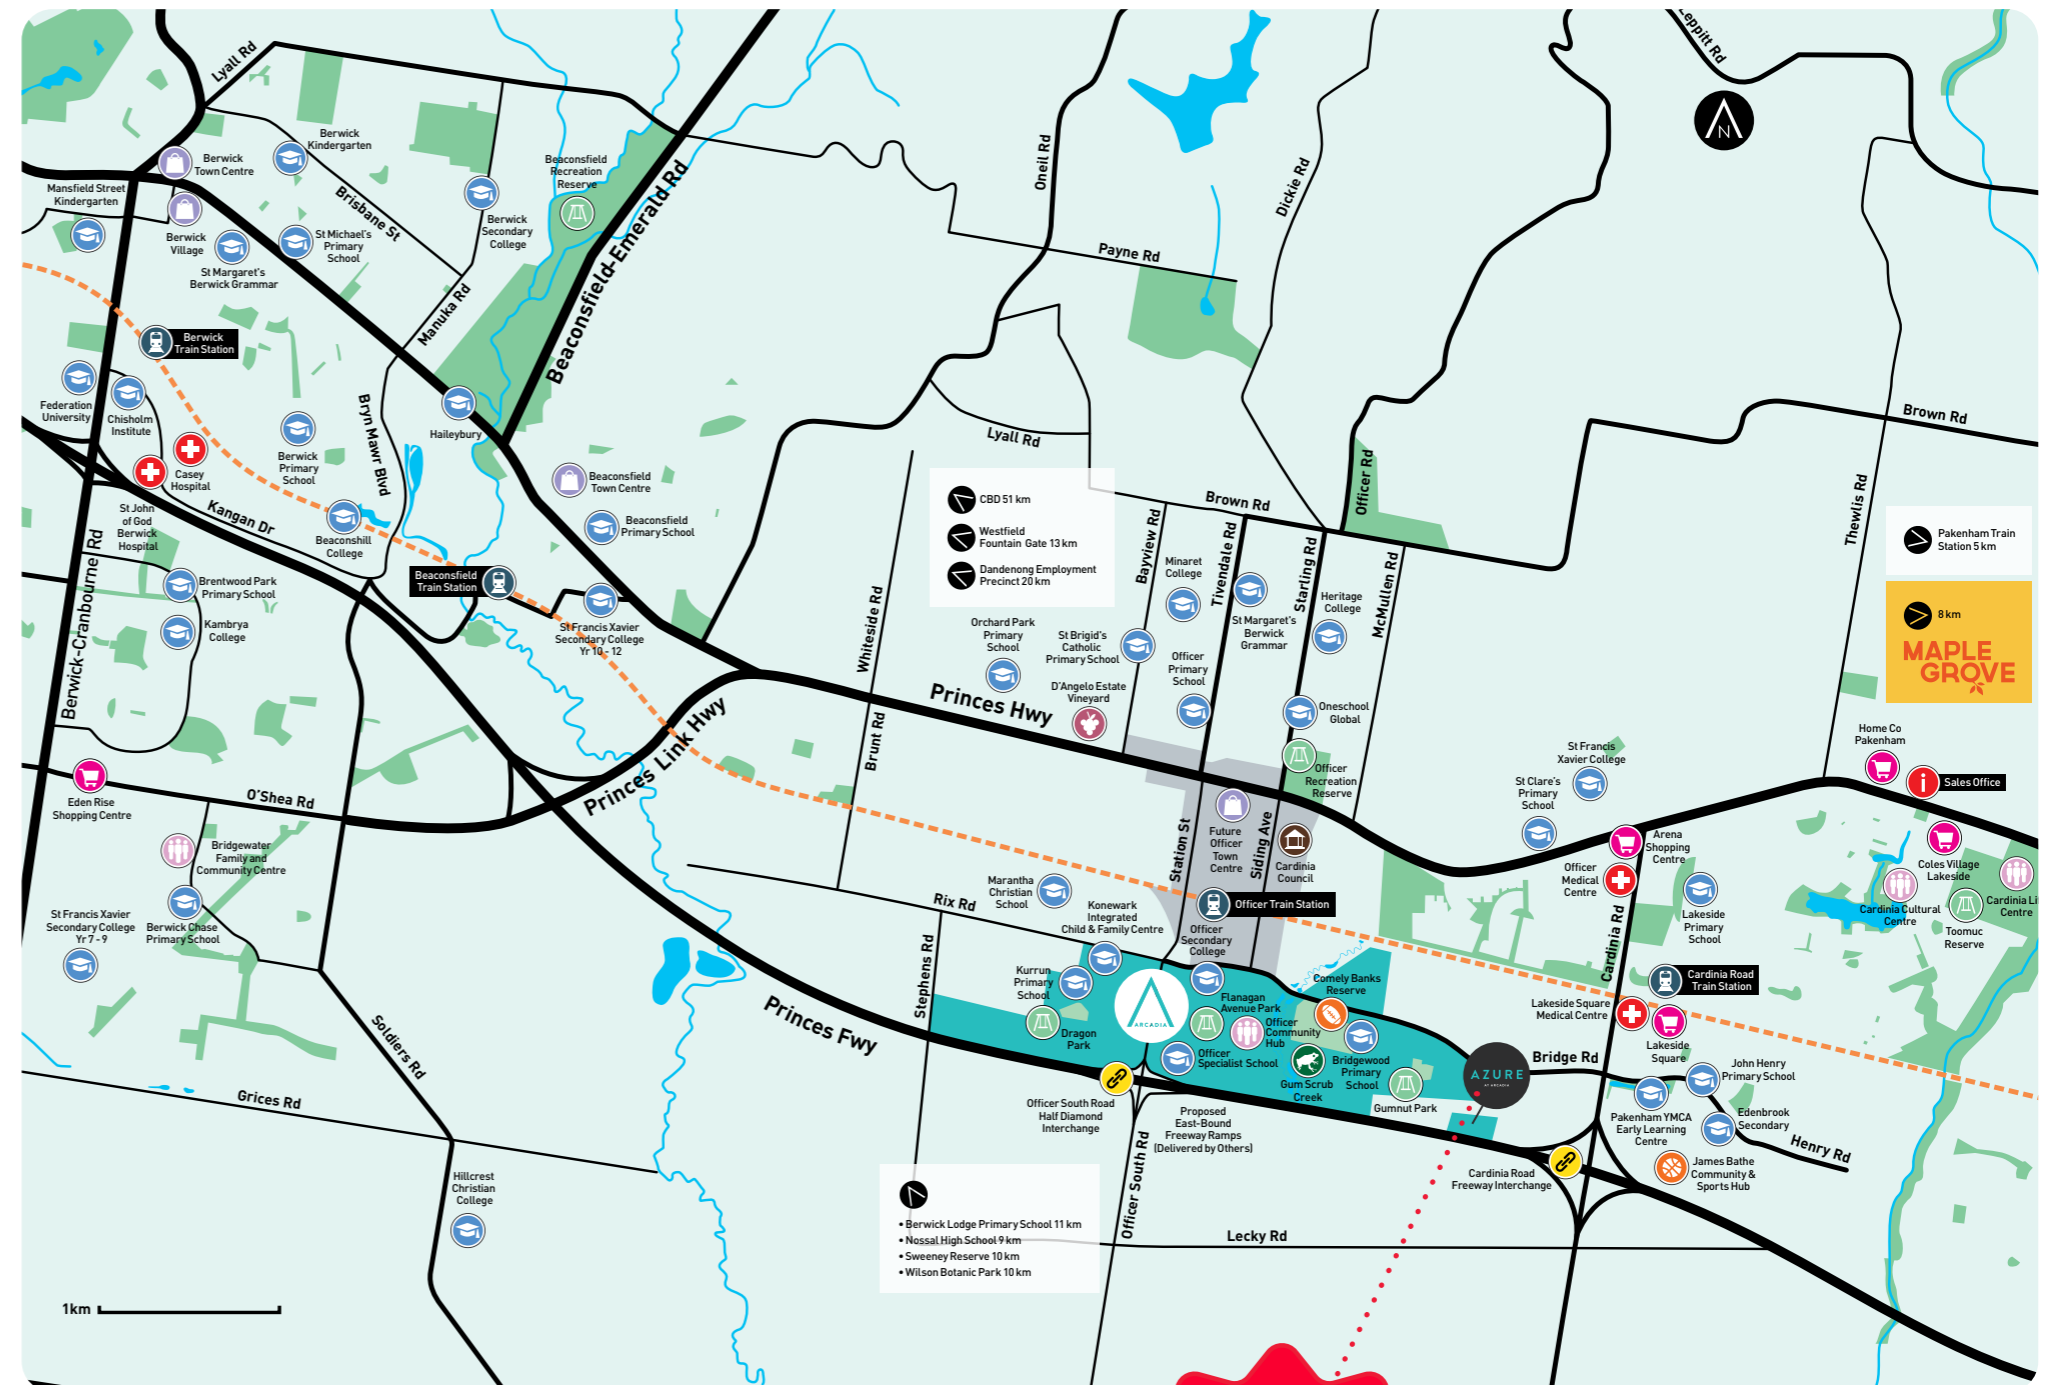 Lyall Rd
Leppitt Rd
N
Berwick
Kindergarten
Berwick
Town Centre
Mansfield Street
Kindergarten
Brisbane St
Berwick
Village
St Margaret's
Berwick Grammar
St Michael's
Primary
School
Berwick
Secondary
College
Beaconsfield
Recreation
Reserve
Beaconsfield-Emerald Rd
Manuka Rd
Oneil Rd
Dickie Rd
Payne Rd
Berwick
Train Station
Federation
University
Chisholm
Institute
Casey
Hospital
St John
of God
Berwick
Hospital
Berwick
Primary
School
Bryn Mawr Blvd
Haileybury
Kangan Dr
Beaconshill
College
Beaconsfield
Town Centre
Beaconsfield
Primary School
Beaconsfield
Train Station
St Francis Xavier
Secondary College
Yr 10 - 12
Berwick-Cranbourne Rd
Brentwood Park
Primary School
Kambrya
College
Lyall Rd
CBD 51 km
Westfield
Fountain Gate 13 km
Dandenong Employment
Precinct 20 km
Brown Rd
Officer Rd
Brown Rd
Thewlis Rd
Pakenham Train
Station 5 km
8 km
MAPLE
GROVE
Bayview Rd
Minaret
College
Tivendale Rd
Starling Rd
McMullen Rd
St Margaret's
Berwick
Grammar
Heritage
College
Whiteside Rd
Orchard Park
Primary
School
St Brigid's
Catholic
Primary School
Officer
Primary
School
D'Angelo Estate
Vineyard
Princes Hwy
Oneschool
Global
Officer
Recreation
Reserve
Brunt Rd
Princes Link Hwy
Eden Rise
Shopping Centre
O'Shea Rd
Bridgewater
Family and
Community Centre
Berwick Chase
Primary School
St Francis Xavier
Secondary College
Yr 7 - 9
Home Co
Pakenham
Sales Office
St Francis
Xavier College
St Clare's
Primary
School
Arena
Shopping
Centre
Officer
Medical
Centre
Lakeside
Primary
School
Cardinia Rd
Coles Village
Lakeside
Cardinia Cultural
Centre
Toomuc
Reserve
Cardinia Li
Centre
Station St
Future
Officer
Town
Centre
Siding Ave
Cardinia
Council
Officer Train Station
Marantha
Christian
School
Rix Rd
Konewark
Integrated
Child & Family Centre
Officer
Secondary
College
Stephens Rd
Kurrun
Primary
School
Dragon
Park
ARCADIA
Flanagan
Avenue Park
Officer
Community
Hub
Officer
Specialist School
Comely Banks
Reserve
Gum Scrub
Creek
Bridgewood
Primary
School
Gumnut Park
AZURE
AT ARCADIA
Bridge Rd
Cardinia Road
Train Station
Lakeside Square
Medical Centre
Lakeside
Square
John Henry
Primary School
Pakenham YMCA
Early Learning
Centre
Edenbrook
Secondary
Henry Rd
James Bathe
Community &
Sports Hub
Cardinia Road
Freeway Interchange
Princes Fwy
Officer South Road
Half Diamond
Interchange
Proposed
East-Bound
Freeway Ramps
(Delivered by Others)
Officer South Rd
Lecky Rd
Soldiers Rd
Grices Rd
Hillcrest
Christian
College
• Berwick Lodge Primary School 11 km
• Nossal High School 9 km
• Sweeney Reserve 10 km
• Wilson Botanic Park 10 km
1km